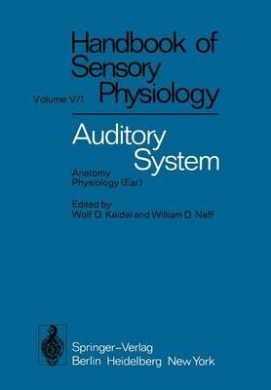 Handbook of
Sensory
Volume V/1 Physiology
Auditory
System
Anatomy
Physiology (Ear)
Edited by
Wolf D. Keidel and William D. Neff
Springer-Verlag
Berlin Heidelberg New York